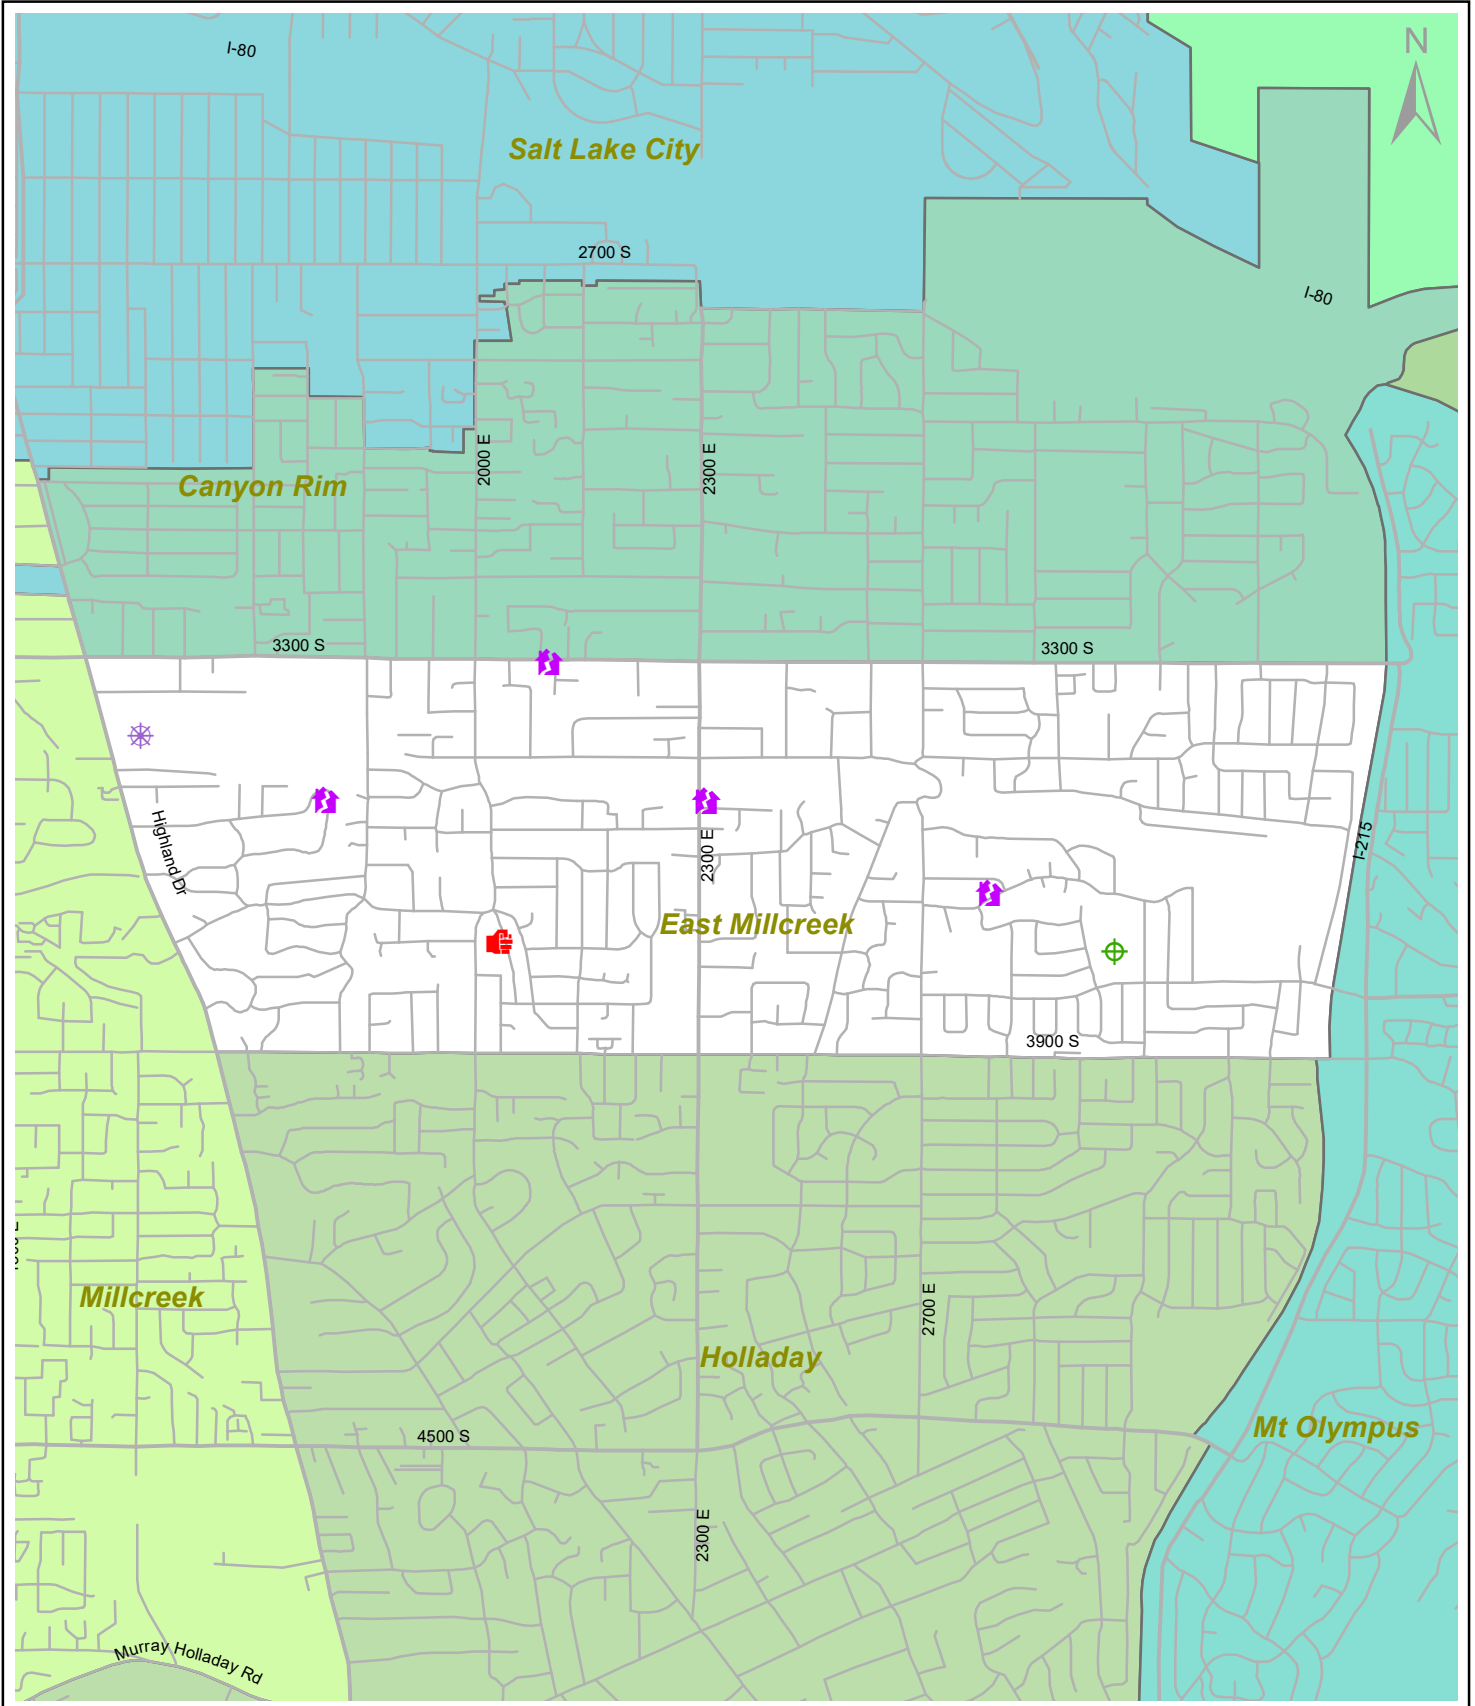 I-80
N
Salt Lake City
2700 S
I-80
2000 E
2300 E
Canyon Rim
3300 S
3300 S
Highland Dr
2300 E
I-215
East Millcreek
3900 S
Millcreek
2700 E
Holladay
Mt Olympus
4500 S
2300 E
Murray Holladay Rd